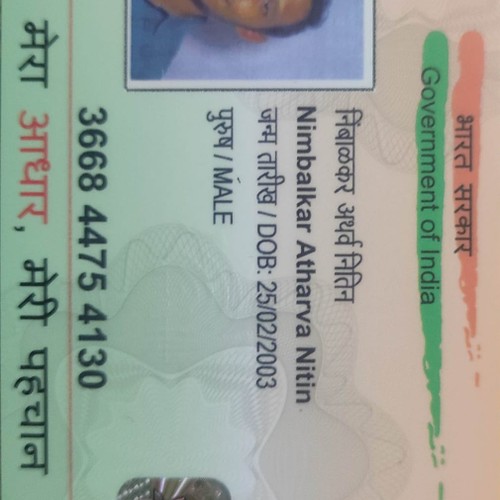 भारत सरकार
Government of India
निंबाळकर अथर्व नितिन
Nimbalkar Atharva Nitin
जन्म तारीख / DOB: 25/02/2003
पुरुष / MALE
3668 4475 4130
मेरा आधार, मेरी पहचान